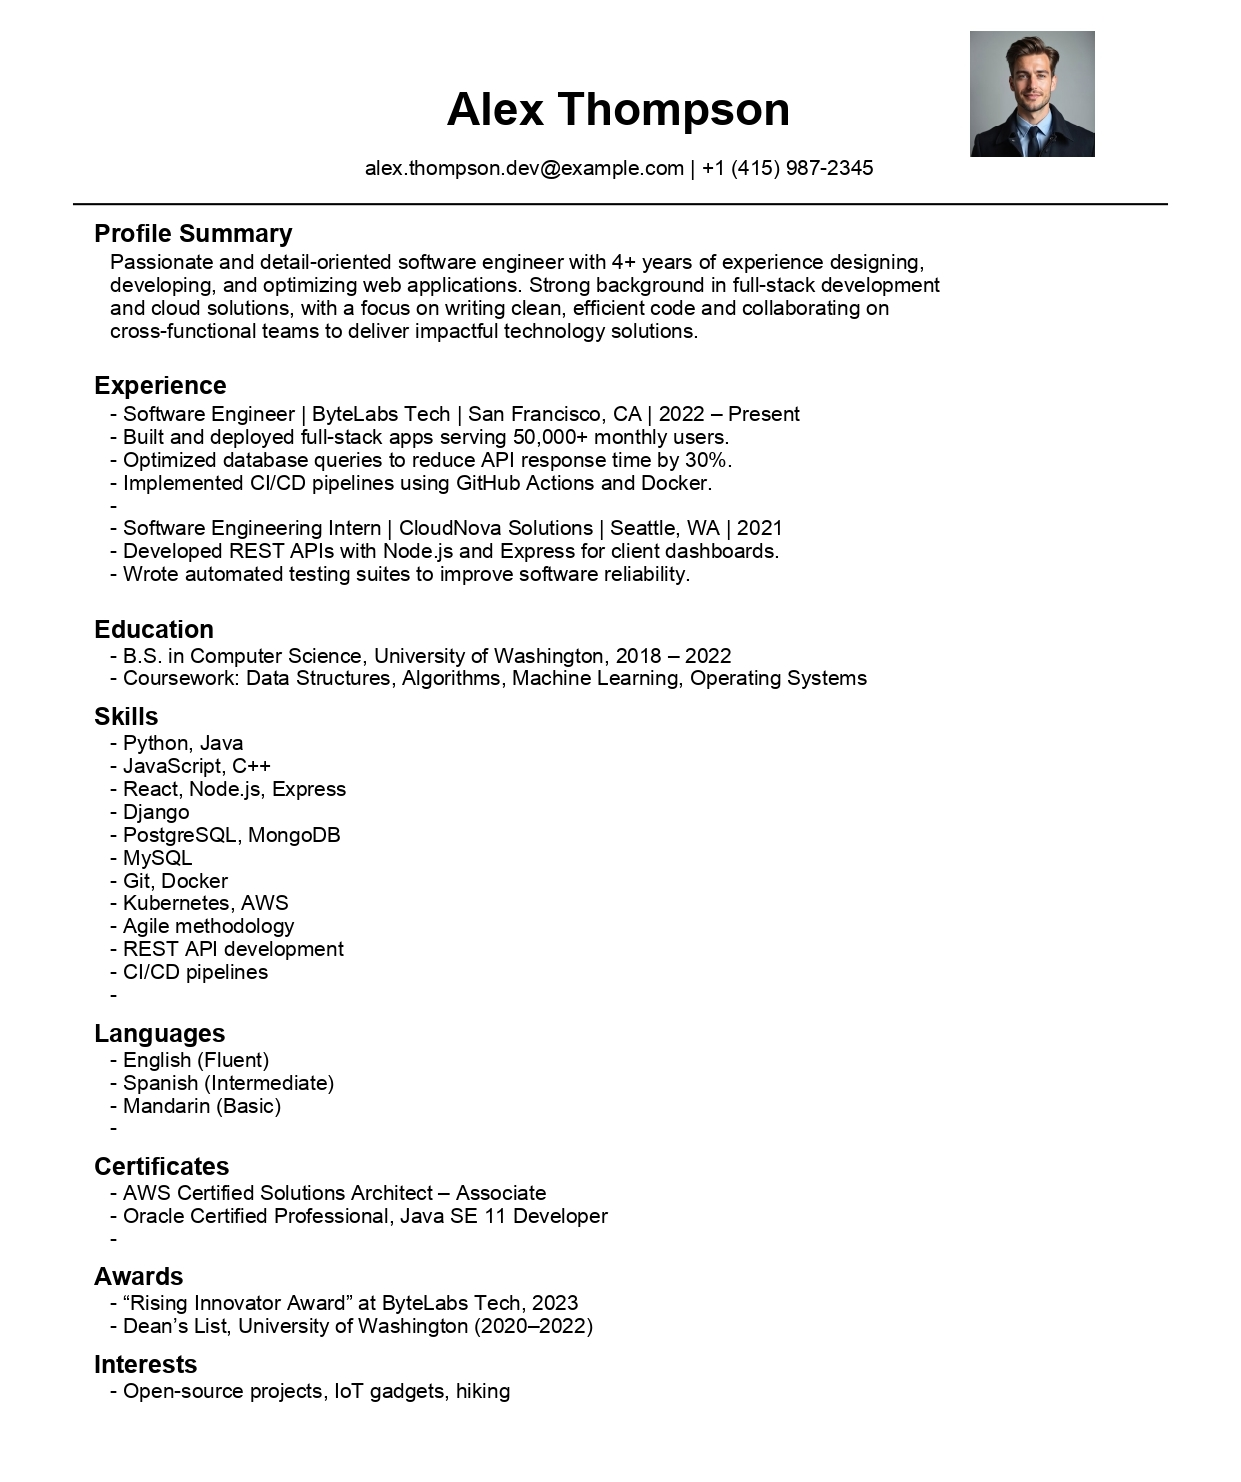 Alex Thompson
alex.thompson.dev@example.com | +1 (415) 987-2345
Profile Summary
Passionate and detail-oriented software engineer with 4+ years of experience designing,
developing, and optimizing web applications. Strong background in full-stack development
and cloud solutions, with a focus on writing clean, efficient code and collaborating on
cross-functional teams to deliver impactful technology solutions.
Experience
- Software Engineer | ByteLabs Tech | San Francisco, CA | 2022 – Present
- Built and deployed full-stack apps serving 50,000+ monthly users.
- Optimized database queries to reduce API response time by 30%.
- Implemented CI/CD pipelines using GitHub Actions and Docker.
-
- Software Engineering Intern | CloudNova Solutions | Seattle, WA | 2021
- Developed REST APIs with Node.js and Express for client dashboards.
- Wrote automated testing suites to improve software reliability.
Education
- B.S. in Computer Science, University of Washington, 2018 – 2022
- Coursework: Data Structures, Algorithms, Machine Learning, Operating Systems
Skills
- Python, Java
- JavaScript, C++
- React, Node.js, Express
- Django
- PostgreSQL, MongoDB
- MySQL
- Git, Docker
- Kubernetes, AWS
- Agile methodology
- REST API development
- CI/CD pipelines
-
Languages
- English (Fluent)
- Spanish (Intermediate)
- Mandarin (Basic)
-
Certificates
- AWS Certified Solutions Architect – Associate
- Oracle Certified Professional, Java SE 11 Developer
-
Awards
- “Rising Innovator Award” at ByteLabs Tech, 2023
- Dean’s List, University of Washington (2020–2022)
Interests
- Open-source projects, IoT gadgets, hiking